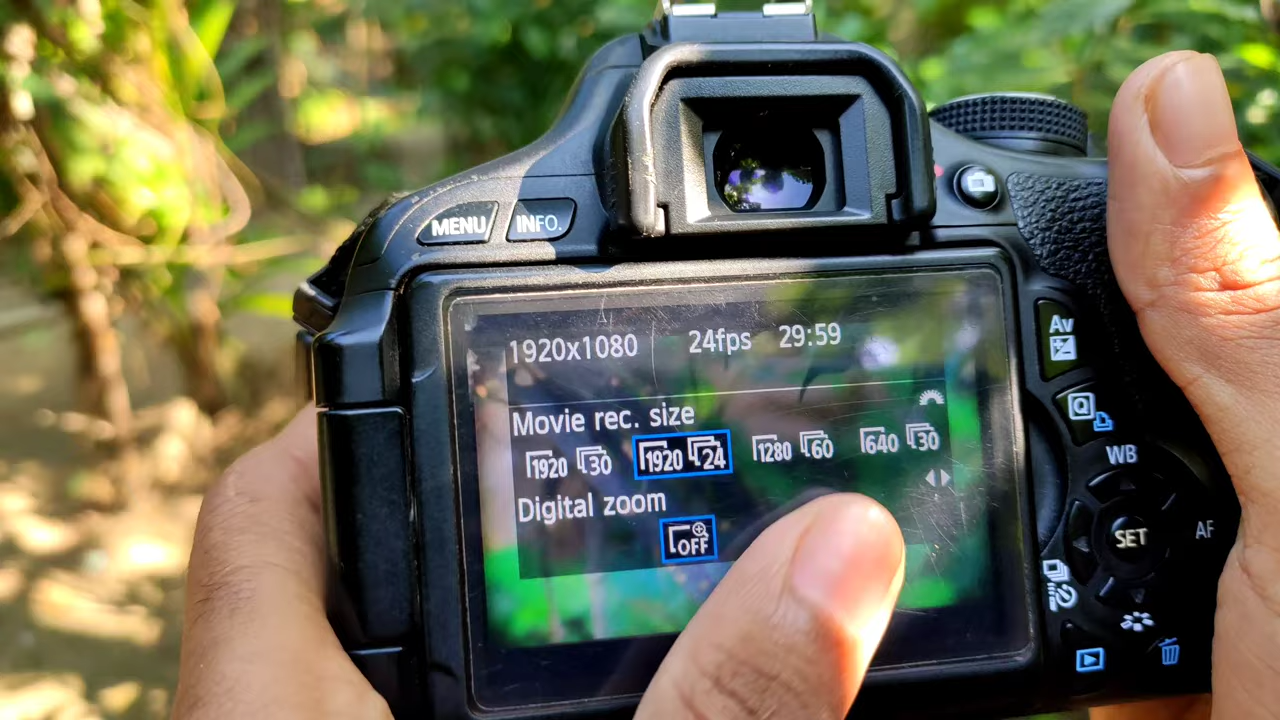 MENU INFO.
1920x1080 24fps 29:59
Movie rec. size
1920 30 1920 24 1280 60 640 30
Digital zoom
OFF
Av
Q
WB
SET
AF